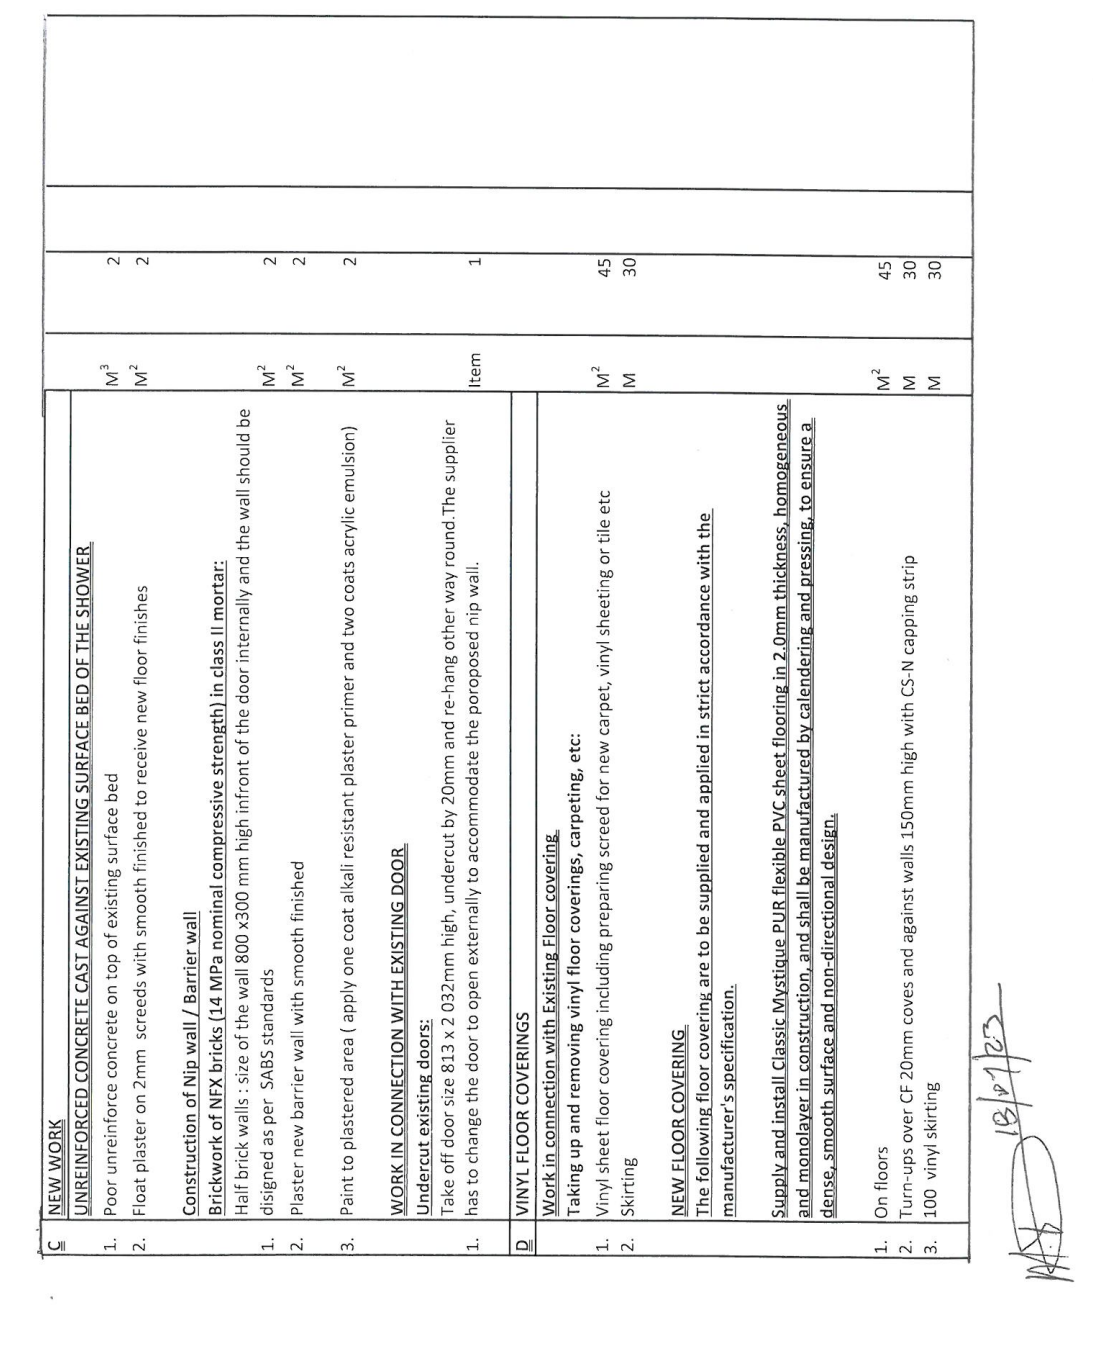 C NEW WORK
UNREINFORCED CONCRETE CAST AGAINST EXISTING SURFACE BED OF THE SHOWER
1. Poor unreinforce concrete on top of existing surface bed M³ 2
2. Float plaster on 2mm screeds with smooth finished to receive new floor finishes M² 2
Construction of Nip wall / Barrier wall
Brickwork of NFX bricks (14 MPa nominal compressive strength) in class II mortar:
Half brick walls : size of the wall 800 x300 mm high infront of the door internally and the wall should be
1. disigned as per SABS standards M² 2
2. Plaster new barrier wall with smooth finished M² 2
3. Paint to plastered area ( apply one coat alkali resistant plaster primer and two coats acrylic emulsion) M² 2
WORK IN CONNECTION WITH EXISTING DOOR
Undercut existing doors:
Take off door size 813 x 2 032mm high, undercut by 20mm and re-hang other way round.The supplier
1. has to change the door to open externally to accommodate the poroposed nip wall. Item 1
D VINYL FLOOR COVERINGS
Work in connection with Existing Floor covering
Taking up and removing vinyl floor coverings, carpeting, etc:
1. Vinyl sheet floor covering including preparing screed for new carpet, vinyl sheeting or tile etc M² 45
2. Skirting M 30
NEW FLOOR COVERING
The following floor covering are to be supplied and applied in strict accordance with the
manufacturer's specification.
Supply and install Classic Mystique PUR flexible PVC sheet flooring in 2.0mm thickness, homogeneous
and monolayer in construction, and shall be manufactured by calendering and pressing, to ensure a
dense, smooth surface and non-directional design.
1. On floors M² 45
2. Turn-ups over CF 20mm coves and against walls 150mm high with CS-N capping strip M 30
3. 100 vinyl skirting M 30
18/07/23